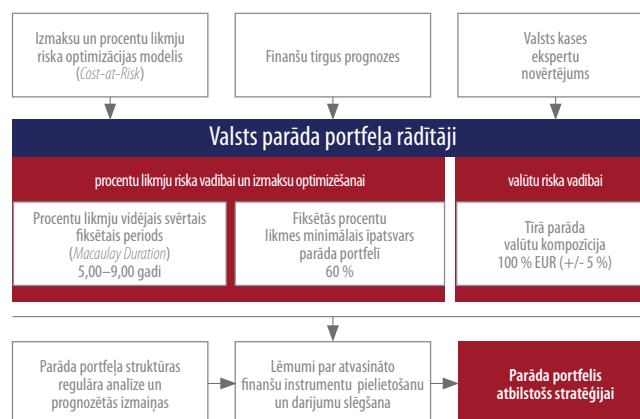 Izmaksu un procentu likmju
riska optimizācijas modelis
(Cost-at-Risk)
Finanšu tirgus prognozes
Valsts kases
ekspertu
novērtējums
Valsts parāda portfeļa rādītāji
procentu likmju riska vadībai un izmaksu optimizēšanai
valūtu riska vadībai
Procentu likmju vidējais svērtais
fiksētais periods
(Macaulay Duration)
5,00–9,00 gadi
Fiksētās procentu
likmes minimālais īpatsvars
parāda portfelī
60 %
Tīrā parāda
valūtu kompozīcija
100 % EUR (+/- 5 %)
Parāda portfeļa struktūras
regulāra analīze un
prognozētās izmaiņas
Lēmumi par atvasināto
finanšu instrumentu pielietošanu
un darījumu slēgšana
Parāda portfelis
atbilstošs stratēģijai